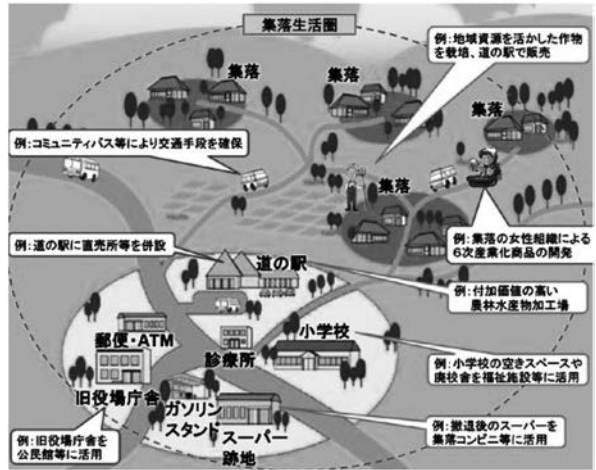 集落生活圏
例：地域資源を活かした作物
を栽培、道の駅で販売
集落
集落
集落
例：コミュニティバス等により交通手段を確保
集落
例：道の駅に直売所等を併設
例：集落の女性組織による
6次産業化商品の開発
道の駅
例：付加価値の高い
農林水産物加工場
郵便・ATM
診療所
小学校
例：小学校の空きスペースや
廃校舎を福祉施設等に活用
旧役場庁舎
ガソリン
スタンド
スーパー
跡地
例：撤退後のスーパーを
集落コンビニ等に活用
例：旧役場庁舎を
公民館等に活用